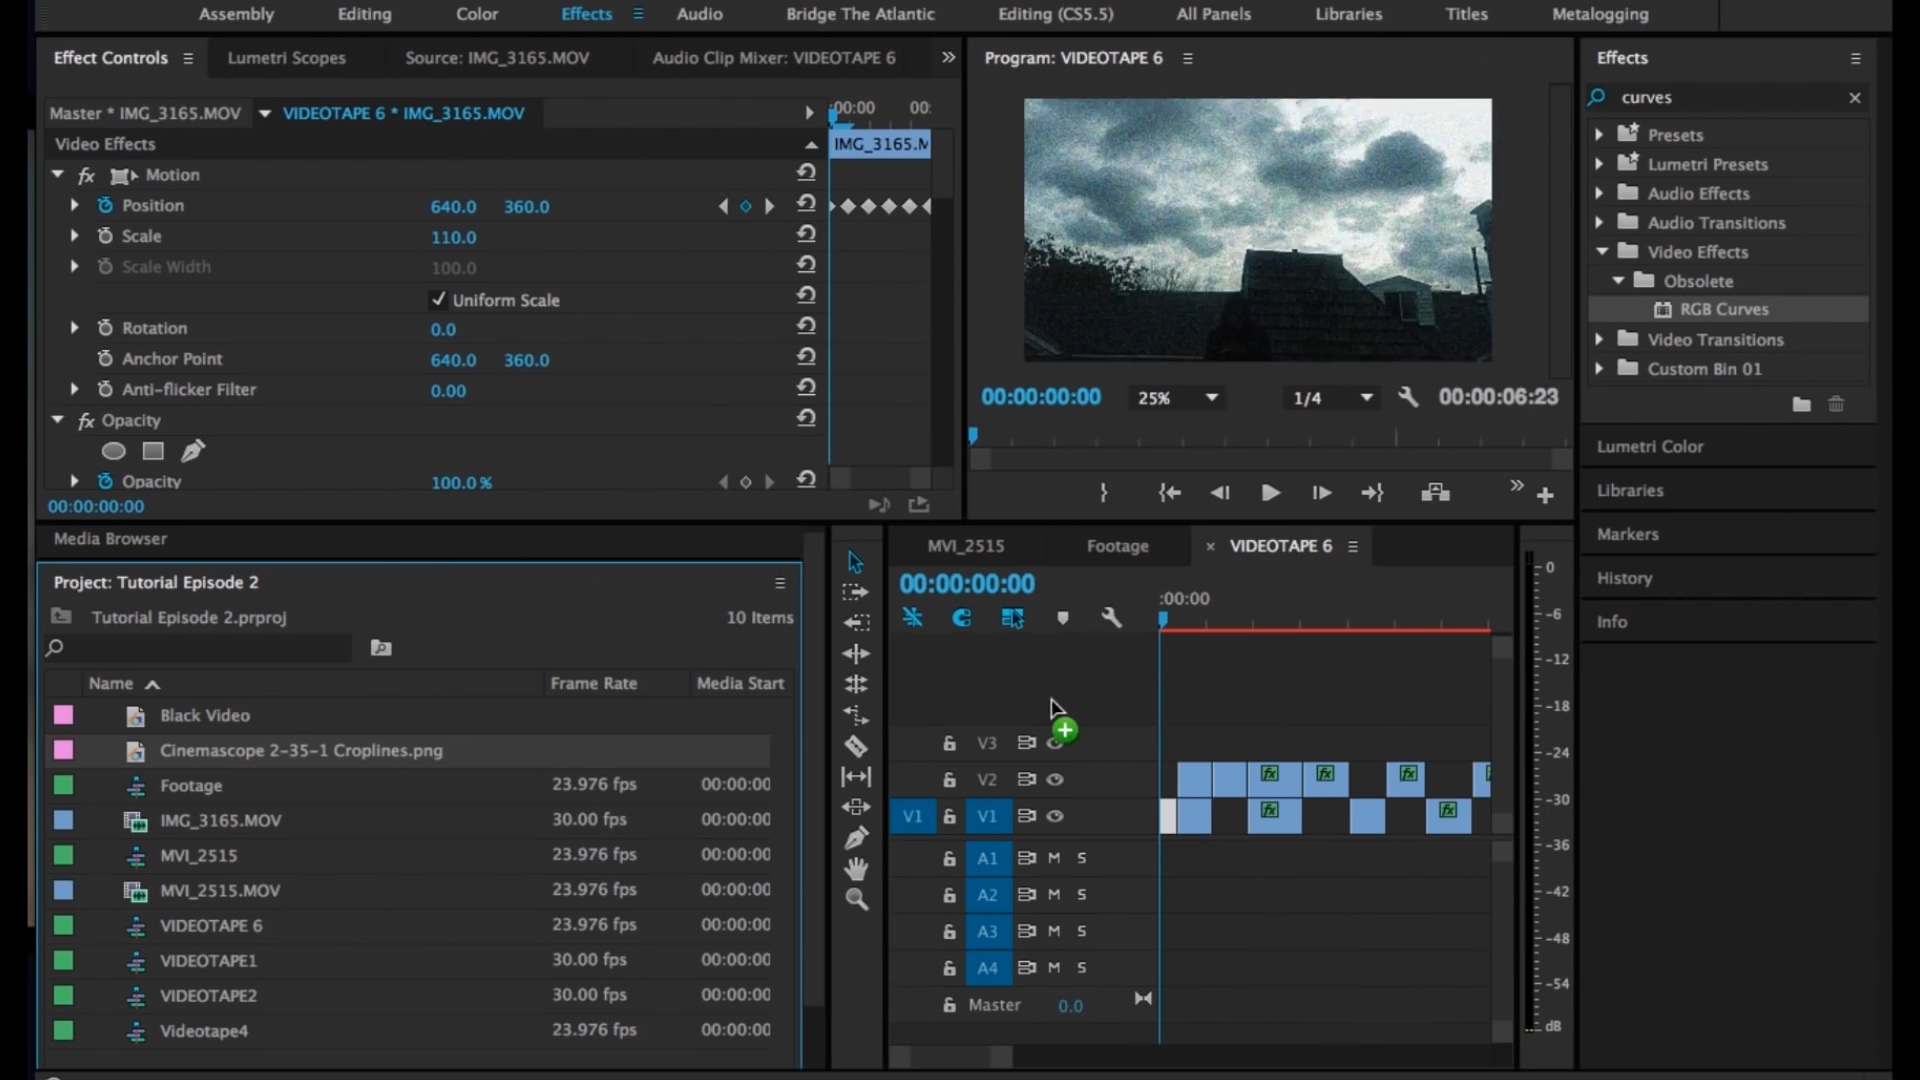 Assembly Editing Color Effects Audio Bridge The Atlantic Editing (CS5.5) All Panels Libraries Titles Metalogging
Effect Controls Lumetri Scopes Source: IMG_3165.MOV Audio Clip Mixer: VIDEOTAPE 6
Master * IMG_3165.MOV VIDEOTAPE 6 * IMG_3165.MOV
:00:00 00:
Video Effects
IMG_3165.M
fx Motion
Position 640.0 360.0
Scale 110.0
Scale Width 100.0
Uniform Scale
Rotation 0.0
Anchor Point 640.0 360.0
Anti-flicker Filter 0.00
fx Opacity
Opacity 100.0 %
00:00:00:00
Program: VIDEOTAPE 6
00:00:00:00 25% 1/4 00:00:06:23
Effects
curves
Presets
Lumetri Presets
Audio Effects
Audio Transitions
Video Effects
Obsolete
RGB Curves
Video Transitions
Custom Bin 01
Lumetri Color
Libraries
Markers
History
Info
Media Browser
Project: Tutorial Episode 2
Tutorial Episode 2.prproj 10 Items
Name Frame Rate Media Start
Black Video
Cinemascope 2-35-1 Croplines.png
Footage 23.976 fps 00:00:00
IMG_3165.MOV 30.00 fps 00:00:00
MVI_2515 23.976 fps 00:00:00
MVI_2515.MOV 23.976 fps 00:00:00
VIDEOTAPE 6 23.976 fps 00:00:00
VIDEOTAPE1 30.00 fps 00:00:00
VIDEOTAPE2 30.00 fps 00:00:00
Videotape4 23.976 fps 00:00:00
MVI_2515 Footage VIDEOTAPE 6
00:00:00:00
:00:00
V3
V2 fx fx fx
V1 V1 fx fx
A1 M S
A2 M S
A3 M S
A4 M S
Master 0.0
0
-6
-12
-18
-24
-30
-36
-42
-48
-54
dB